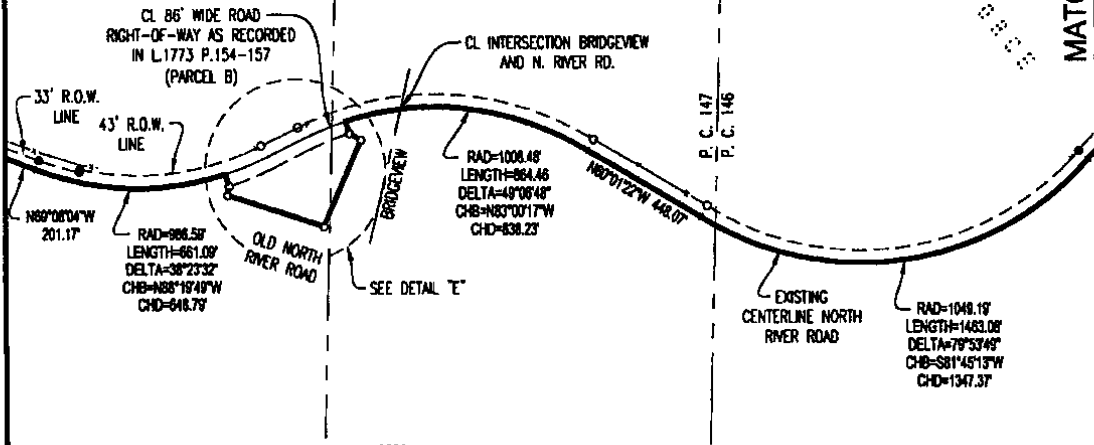 CL 86' WIDE ROAD
RIGHT-OF-WAY AS RECORDED
IN L.1773 P.154-157
(PARCEL B)
CL INTERSECTION BRIDGEVIEW
AND N. RIVER RD.
33' R.O.W.
LINE
43' R.O.W.
LINE
P. C. 147
P. C. 146
BRIDGEVIEW
RAD=1008.48'
LENGTH=864.46
DELTA=49°06'48"
CHB=N83°00'17"W
CHD=838.23'
N60°01'22"W 448.07'
N69°08'04"W
201.17'
RAD=986.59'
LENGTH=661.09'
DELTA=38°23'32"
CHB=N88°19'49"W
CHD=648.79'
OLD NORTH
RIVER ROAD
SEE DETAIL "E"
EXISTING
CENTERLINE NORTH
RIVER ROAD
RAD=1049.19'
LENGTH=1463.08'
DELTA=79°53'49"
CHB=S81°45'13"W
CHD=1347.37'